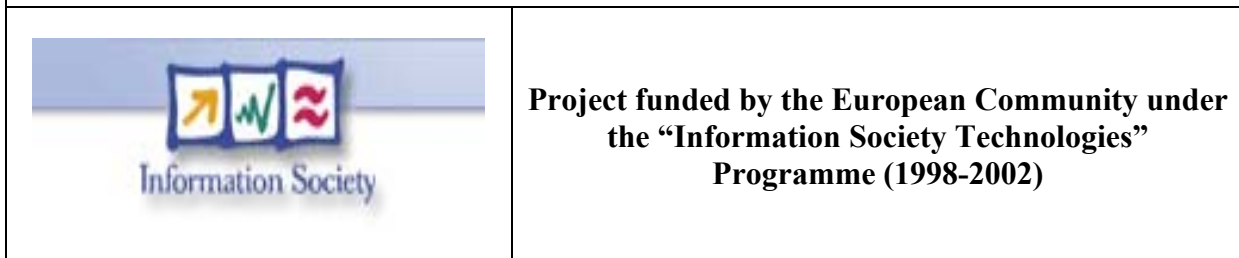 Information Society
Project funded by the European Community under
the “Information Society Technologies”
Programme (1998-2002)